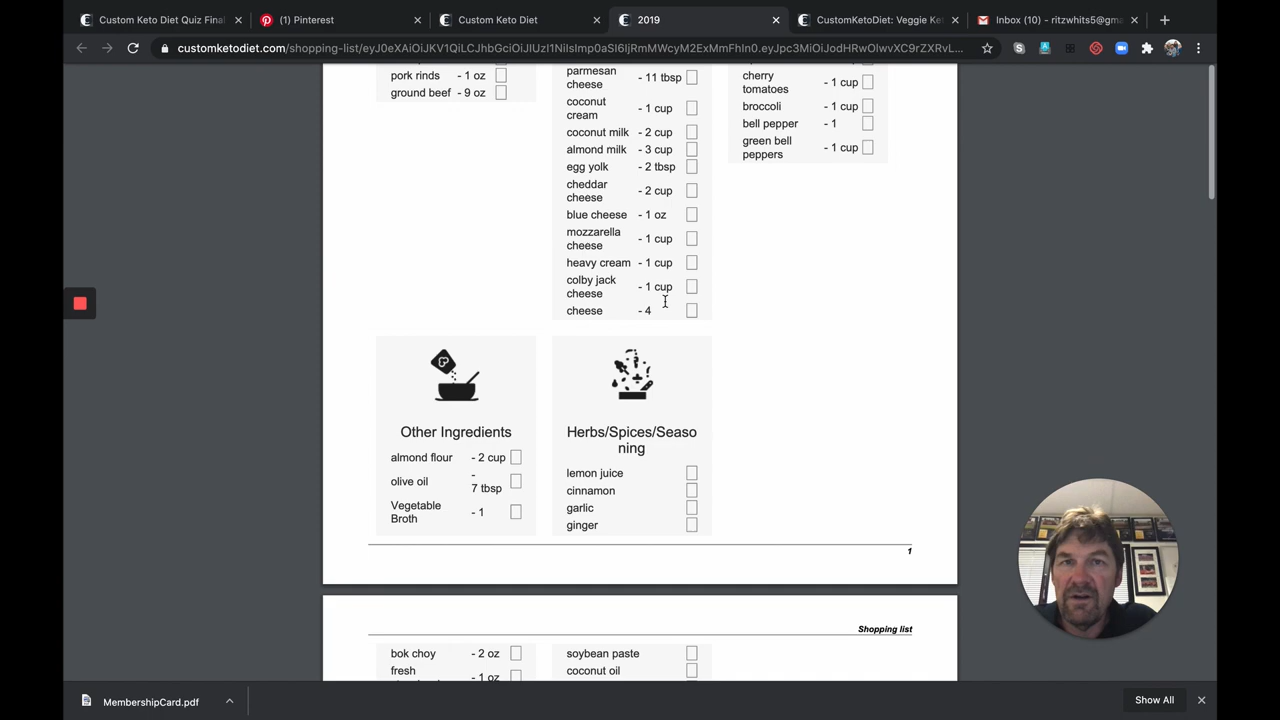 Custom Keto Diet Quiz Final
(1) Pinterest
Custom Keto Diet
2019
CustomKetoDiet: Veggie Ke
Inbox (10) - ritzwhits5@gma
customketodiet.com/shopping-list/eyJ0eXAiOiJKV1QiLCJhbGciOiJIUzI1NiIsImp0aSI6IjRmMWcyM2ExMmFhIn0.eyJpc3MiOiJodHRwOlwvXC9rZXRvL...
pork rinds - 1 oz
ground beef - 9 oz
parmesan
cheese - 11 tbsp
coconut
cream - 1 cup
coconut milk - 2 cup
almond milk - 3 cup
egg yolk - 2 tbsp
cheddar
cheese - 2 cup
blue cheese - 1 oz
mozzarella
cheese - 1 cup
heavy cream - 1 cup
colby jack
cheese - 1 cup
cheese - 4
cherry
tomatoes - 1 cup
broccoli - 1 cup
bell pepper - 1
green bell
peppers - 1 cup
Other Ingredients
almond flour - 2 cup
olive oil -
7 tbsp
Vegetable
Broth - 1
Herbs/Spices/Seaso
ning
lemon juice
cinnamon
garlic
ginger
1
Shopping list
bok choy - 2 oz
fresh
- 1 oz
soybean paste
coconut oil
MembershipCard.pdf
Show All